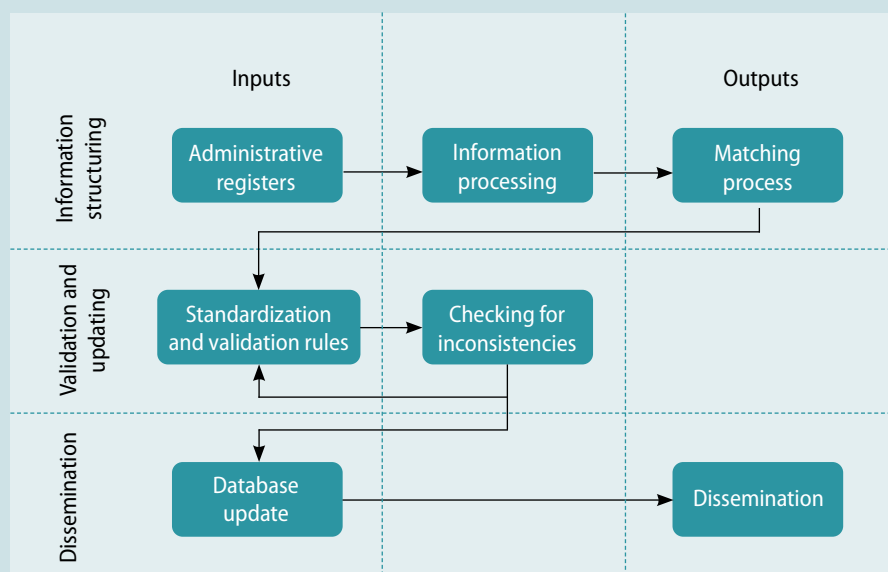 Inputs
Outputs
Information
structuring
Administrative
registers
Information
processing
Matching
process
Validation and
updating
Standardization
and validation rules
Checking for
inconsistencies
Dissemination
Database
update
Dissemination